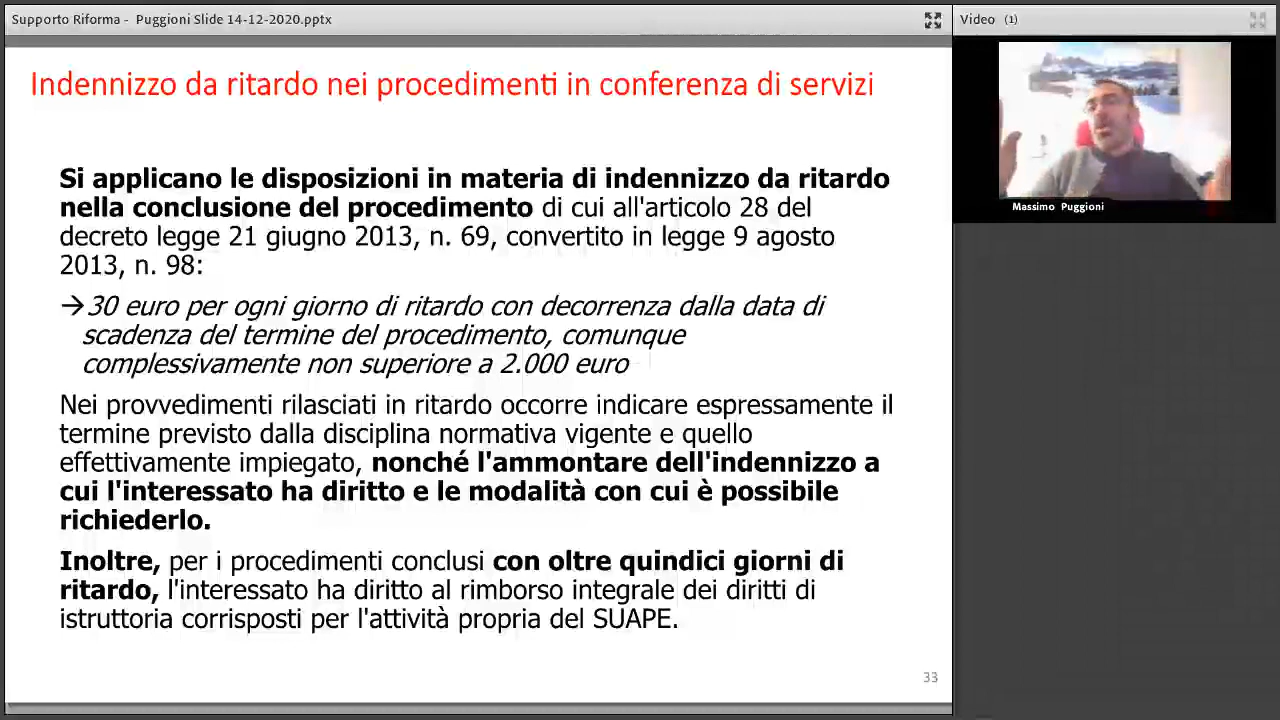 Supporto Riforma - Puggioni Slide 14-12-2020.pptx
Video (1)
Indennizzo da ritardo nei procedimenti in conferenza di servizi
Massimo Puggioni
Si applicano le disposizioni in materia di indennizzo da ritardo
nella conclusione del procedimento di cui all'articolo 28 del
decreto legge 21 giugno 2013, n. 69, convertito in legge 9 agosto
2013, n. 98:
→30 euro per ogni giorno di ritardo con decorrenza dalla data di
scadenza del termine del procedimento, comunque
complessivamente non superiore a 2.000 euro
Nei provvedimenti rilasciati in ritardo occorre indicare espressamente il
termine previsto dalla disciplina normativa vigente e quello
effettivamente impiegato, nonché l'ammontare dell'indennizzo a
cui l'interessato ha diritto e le modalità con cui è possibile
richiederlo.
Inoltre, per i procedimenti conclusi con oltre quindici giorni di
ritardo, l'interessato ha diritto al rimborso integrale dei diritti di
istruttoria corrisposti per l'attività propria del SUAPE.
33